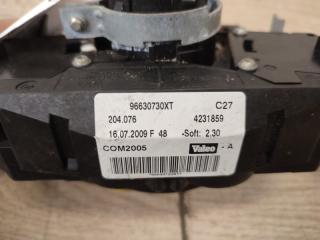 96630730XT C27
204.076 4231859
16.07.2009 F 48 -Soft: 2.30
COM2005 Valeo - A